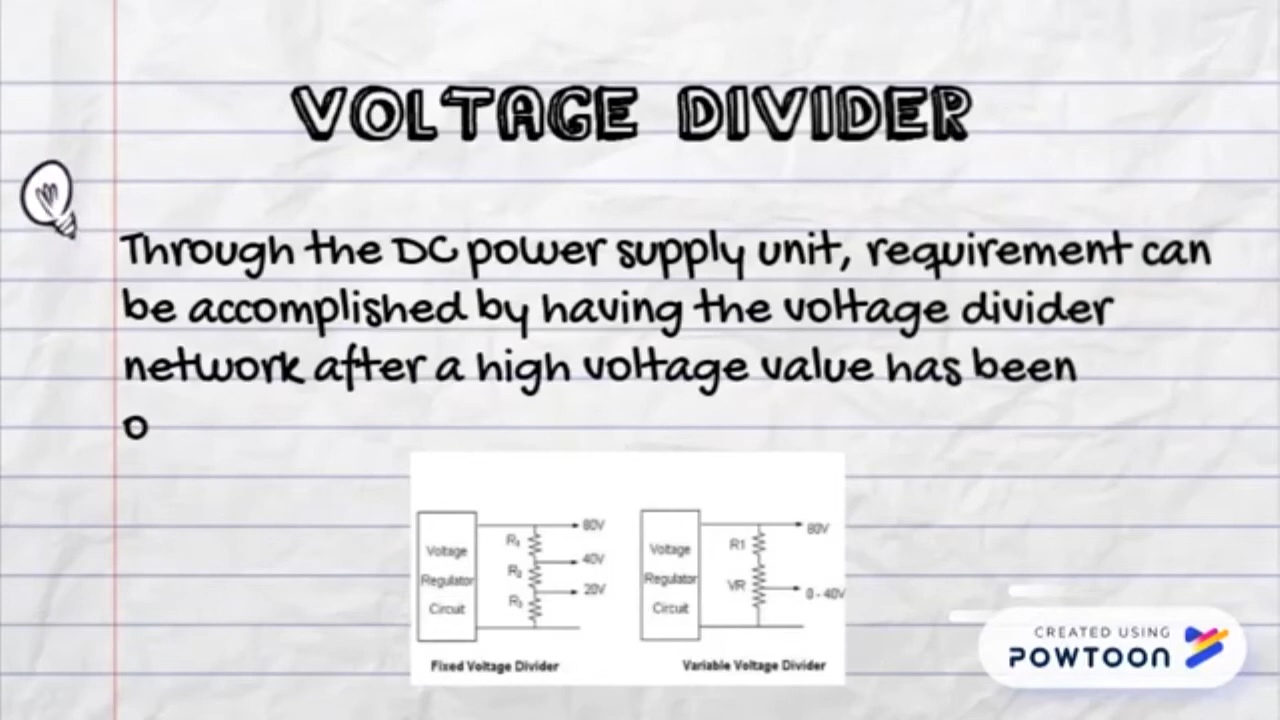 VOLTAGE DIVIDER
Through the DC power supply unit, requirement can
be accomplished by having the voltage divider
network after a high voltage value has been
o
Voltage
Regulator
Circuit
R₁
R₂
R₃
80V
40V
20V
Fixed Voltage Divider
Voltage
Regulator
Circuit
R1
VR
80V
0 - 40V
Variable Voltage Divider
CREATED USING
POWTOON